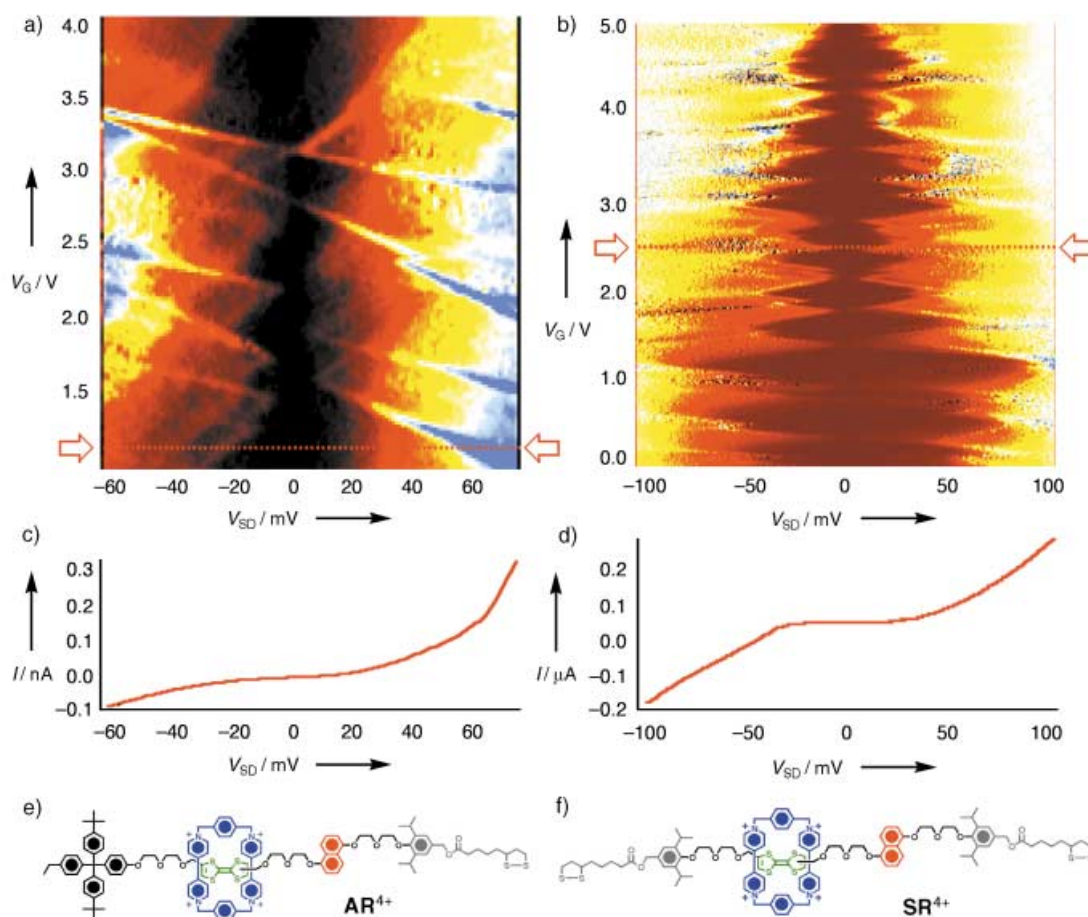 a)
4.0
3.5
3.0
2.5
2.0
1.5
V_G / V
−60 −40 −20 0 20 40 60
V_SD / mV
b)
5.0
4.0
3.0
2.0
1.0
0.0
V_G / V
−100 −50 0 50 100
V_SD / mV
c)
0.3
0.2
0.1
0.0
−0.1
I / nA
−60 −40 −20 0 20 40 60
V_SD / mV
d)
0.2
0.1
0.0
−0.1
−0.2
I / μA
−100 −50 0 50 100
V_SD / mV
e)
+N N+
O O O S S O O O O O O O O
S S S–S
+N N+
AR4+
f)
+N N+
S–S O O O O O S S O O O O O O O O
S S S–S
+N N+
SR4+